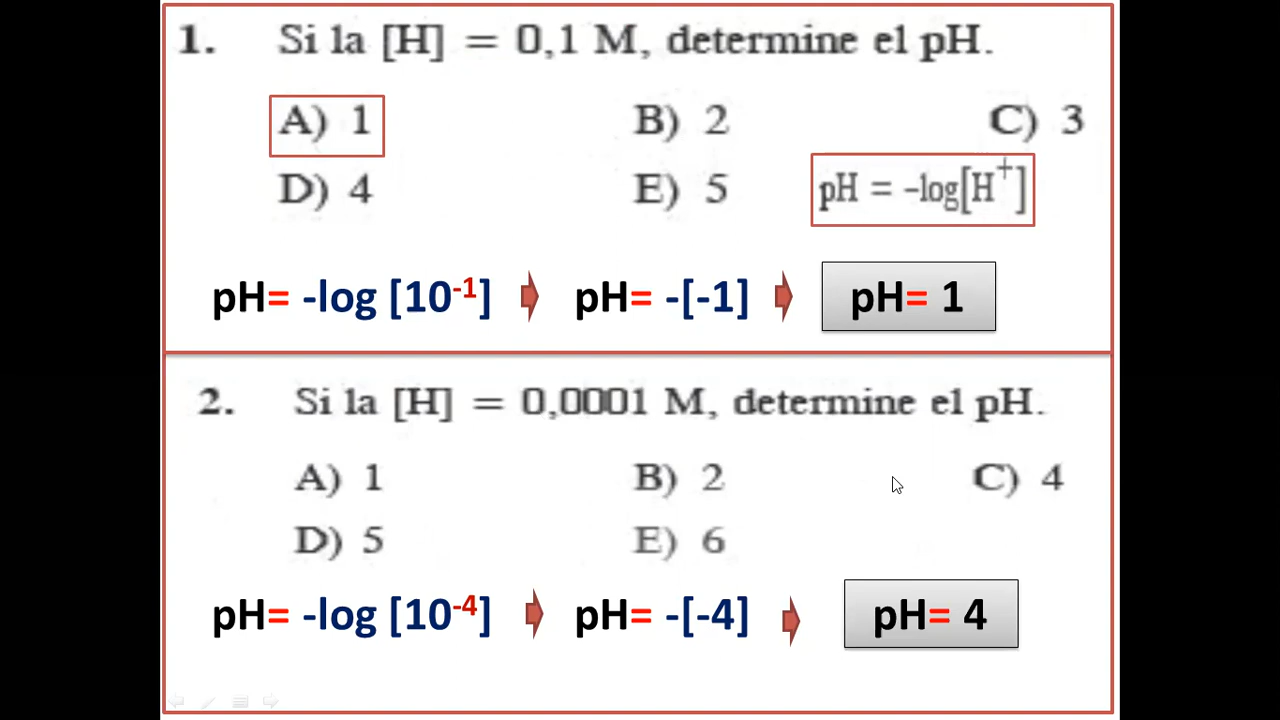 1. Si la [H] = 0,1 M, determine el pH.
A) 1 B) 2 C) 3
D) 4 E) 5 pH = -log[H⁺]
pH= -log [10⁻¹] pH= -[-1] pH= 1
2. Si la [H] = 0,0001 M, determine el pH.
A) 1 B) 2 C) 4
D) 5 E) 6
pH= -log [10⁻⁴] pH= -[-4] pH= 4